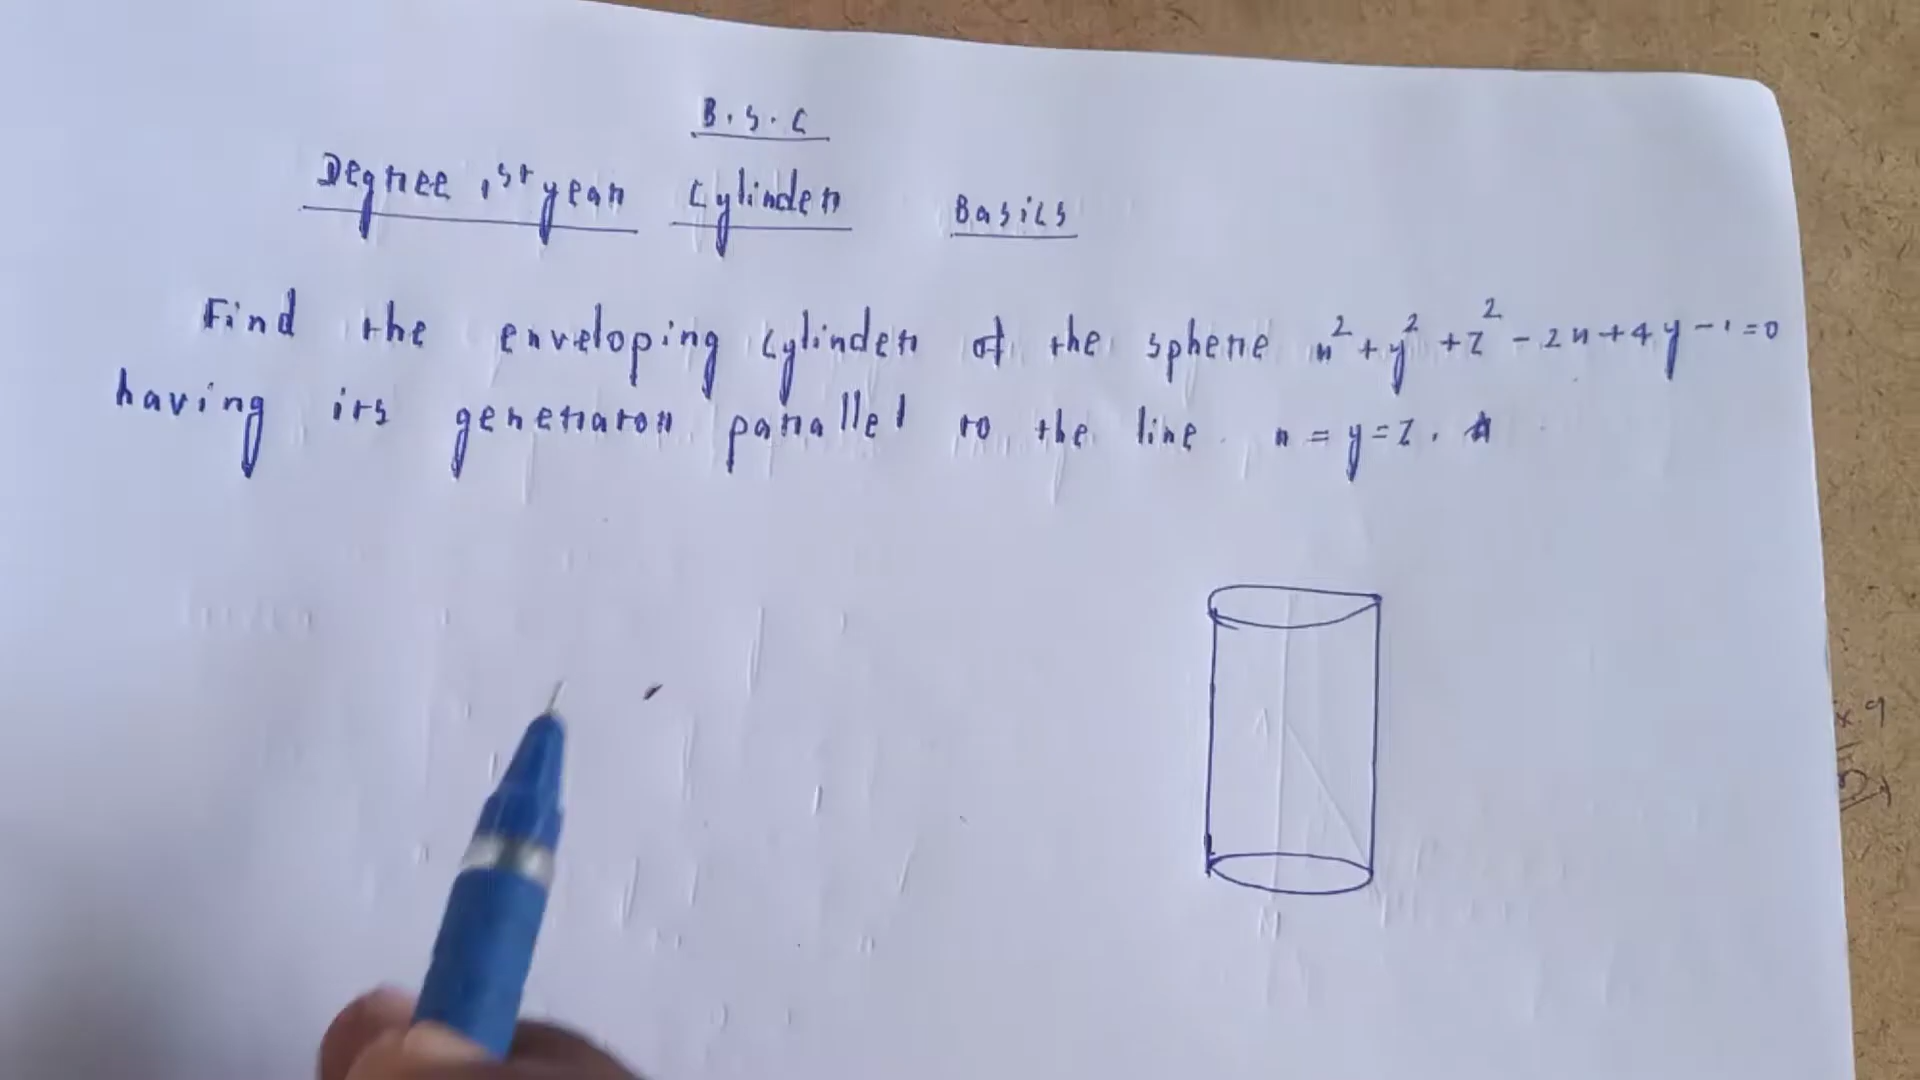 B.S.C
Degree 1st year Cylinder Basics
Find the enveloping cylinder of the sphere x²+y²+z²-2x+4y-1=0
having its generator parallel to the line x=y=z.
x.9